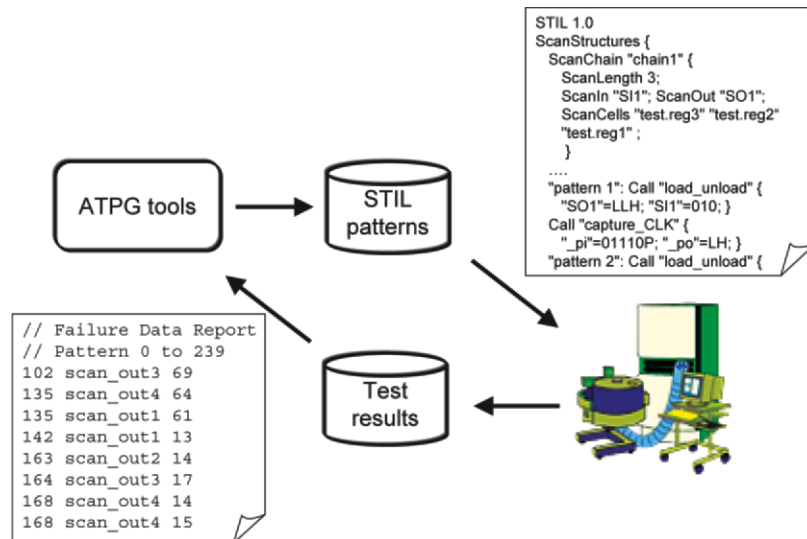 STIL 1.0
ScanStructures {
ScanChain "chain1" {
ScanLength 3;
ScanIn "SI1"; ScanOut "SO1";
ScanCells "test.reg3" "test.reg2"
"test.reg1" ;
}
....
"pattern 1": Call "load_unload" {
"SO1"=LLH; "SI1"=010; }
Call "capture_CLK" {
"_pi"=01110P; "_po"=LH; }
"pattern 2": Call "load_unload" {
ATPG tools
STIL
patterns
// Failure Data Report
// Pattern 0 to 239
102 scan_out3 69
135 scan_out4 64
135 scan_out1 61
142 scan_out1 13
163 scan_out2 14
164 scan_out3 17
168 scan_out4 14
168 scan_out4 15
Test
results